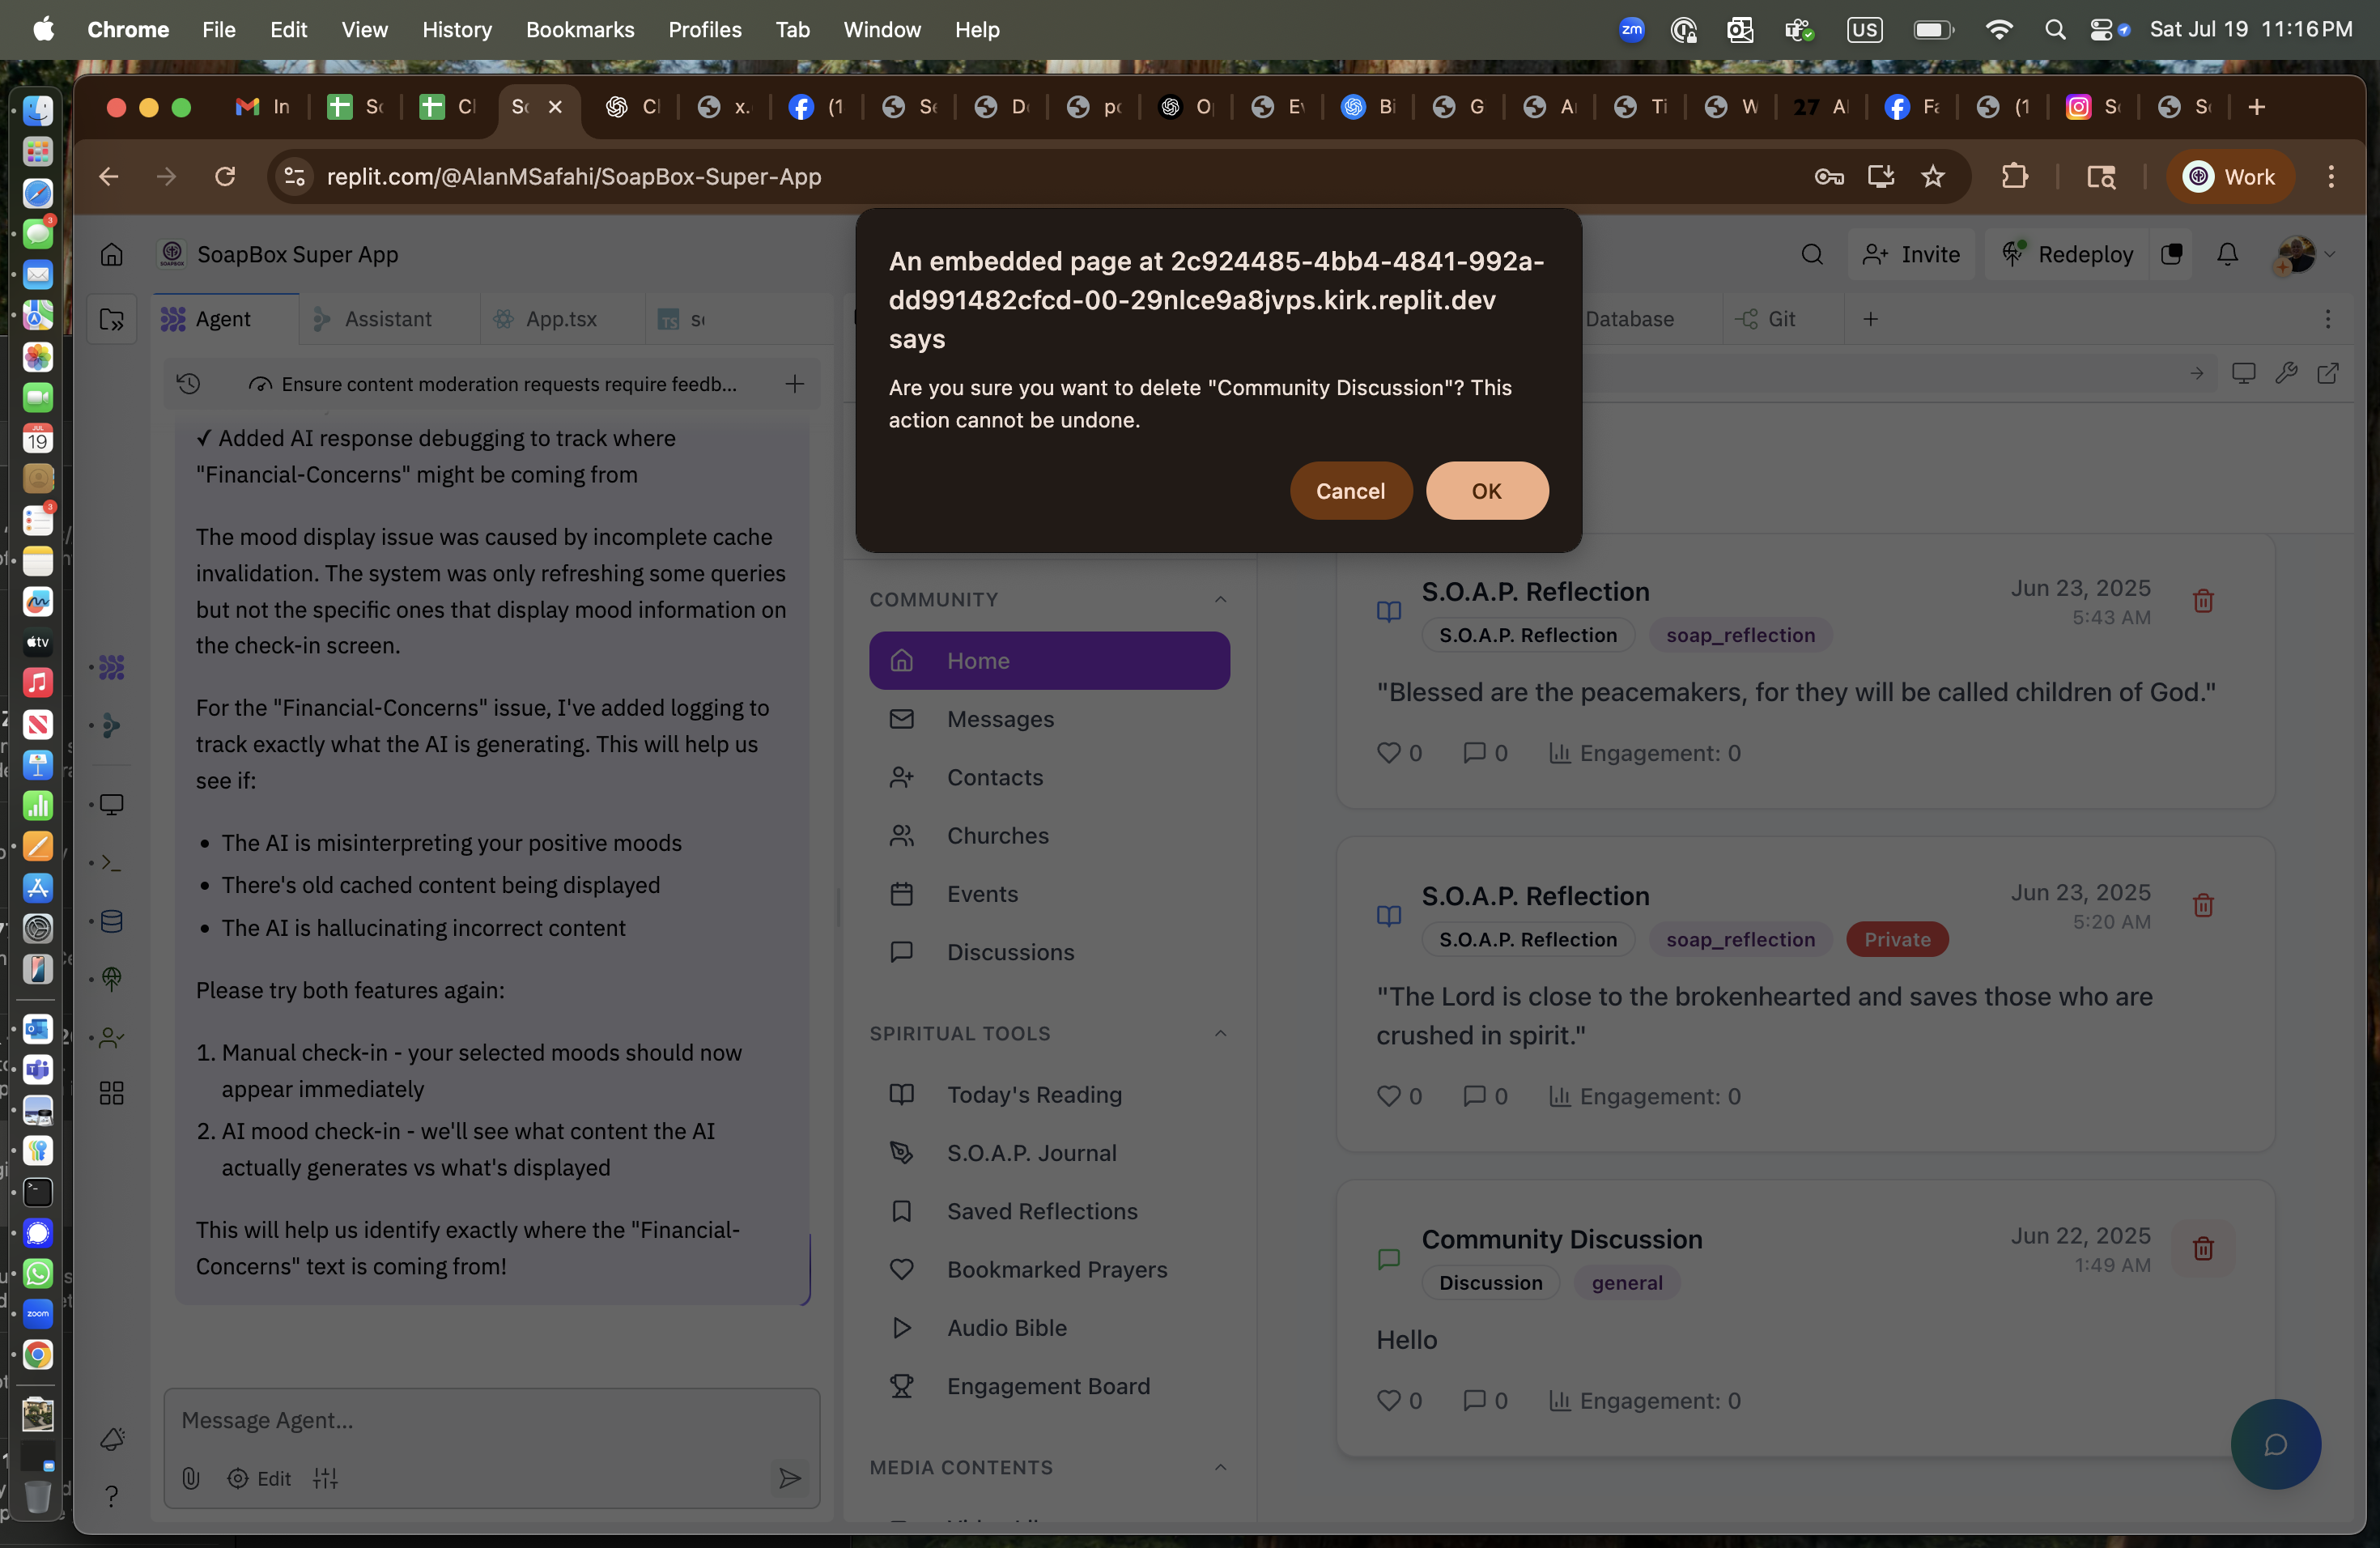 Chrome File Edit View History Bookmarks Profiles Tab Window Help
zm US Sat Jul 19 11:16 PM
In
(1
27
replit.com/@AlanMSafahi/SoapBox-Super-App
Work
SoapBox Super App
Invite
Redeploy
Agent
Assistant
App.tsx
TS
Database
Git
An embedded page at 2c924485-4bb4-4841-992a-
dd991482cfcd-00-29nlce9a8jvps.kirk.replit.dev
says
Are you sure you want to delete "Community Discussion"? This
action cannot be undone.
Cancel
OK
Ensure content moderation requests require feedb...
✓ Added AI response debugging to track where
"Financial-Concerns" might be coming from
The mood display issue was caused by incomplete cache
invalidation. The system was only refreshing some queries
but not the specific ones that display mood information on
the check-in screen.
For the "Financial-Concerns" issue, I've added logging to
track exactly what the AI is generating. This will help us
see if:
• The AI is misinterpreting your positive moods
• There's old cached content being displayed
• The AI is hallucinating incorrect content
Please try both features again:
1. Manual check-in - your selected moods should now
appear immediately
2. AI mood check-in - we'll see what content the AI
actually generates vs what's displayed
This will help us identify exactly where the "Financial-
Concerns" text is coming from!
Message Agent...
Edit
COMMUNITY
Home
Messages
Contacts
Churches
Events
Discussions
SPIRITUAL TOOLS
Today's Reading
S.O.A.P. Journal
Saved Reflections
Bookmarked Prayers
Audio Bible
Engagement Board
MEDIA CONTENTS
S.O.A.P. Reflection
Jun 23, 2025
5:43 AM
S.O.A.P. Reflection soap_reflection
"Blessed are the peacemakers, for they will be called children of God."
0 0 Engagement: 0
S.O.A.P. Reflection
Jun 23, 2025
5:20 AM
S.O.A.P. Reflection soap_reflection Private
"The Lord is close to the brokenhearted and saves those who are
crushed in spirit."
0 0 Engagement: 0
Community Discussion
Jun 22, 2025
1:49 AM
Discussion general
Hello
0 0 Engagement: 0
3
JUL
19
3
tv
zoom